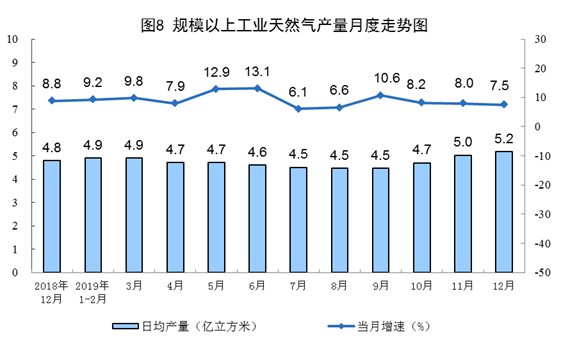 图8 规模以上工业天然气产量月度走势图
10 30
9 20
8 10
7 0
6 -10
5 -20
4 -30
3 -40
2 -50
1
0
8.8 9.2 9.8 7.9 12.9 13.1 6.1 6.6 10.6 8.2 8.0 7.5
4.8 4.9 4.9 4.7 4.7 4.6 4.5 4.5 4.5 4.7 5.0 5.2
2018年 2019年 3月 4月 5月 6月 7月 8月 9月 10月 11月 12月
12月 1-2月
日均产量（亿立方米） 当月增速（%）